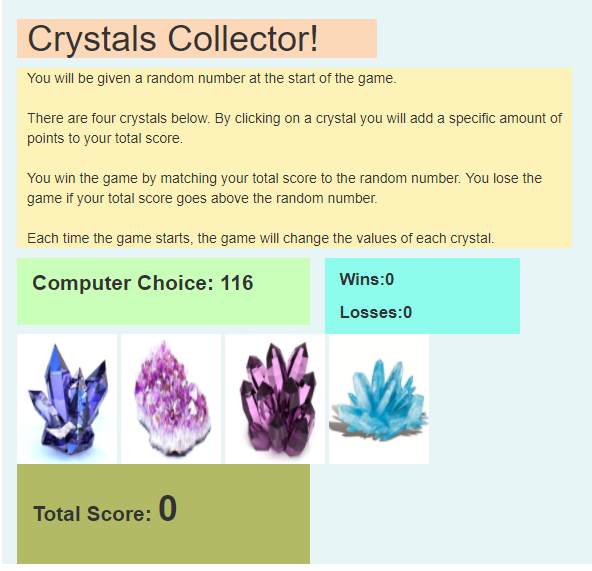 Crystals Collector!
You will be given a random number at the start of the game.
There are four crystals below. By clicking on a crystal you will add a specific amount of
points to your total score.
You win the game by matching your total score to the random number. You lose the
game if your total score goes above the random number.
Each time the game starts, the game will change the values of each crystal.
Computer Choice: 116
Wins:0
Losses:0
Total Score: 0